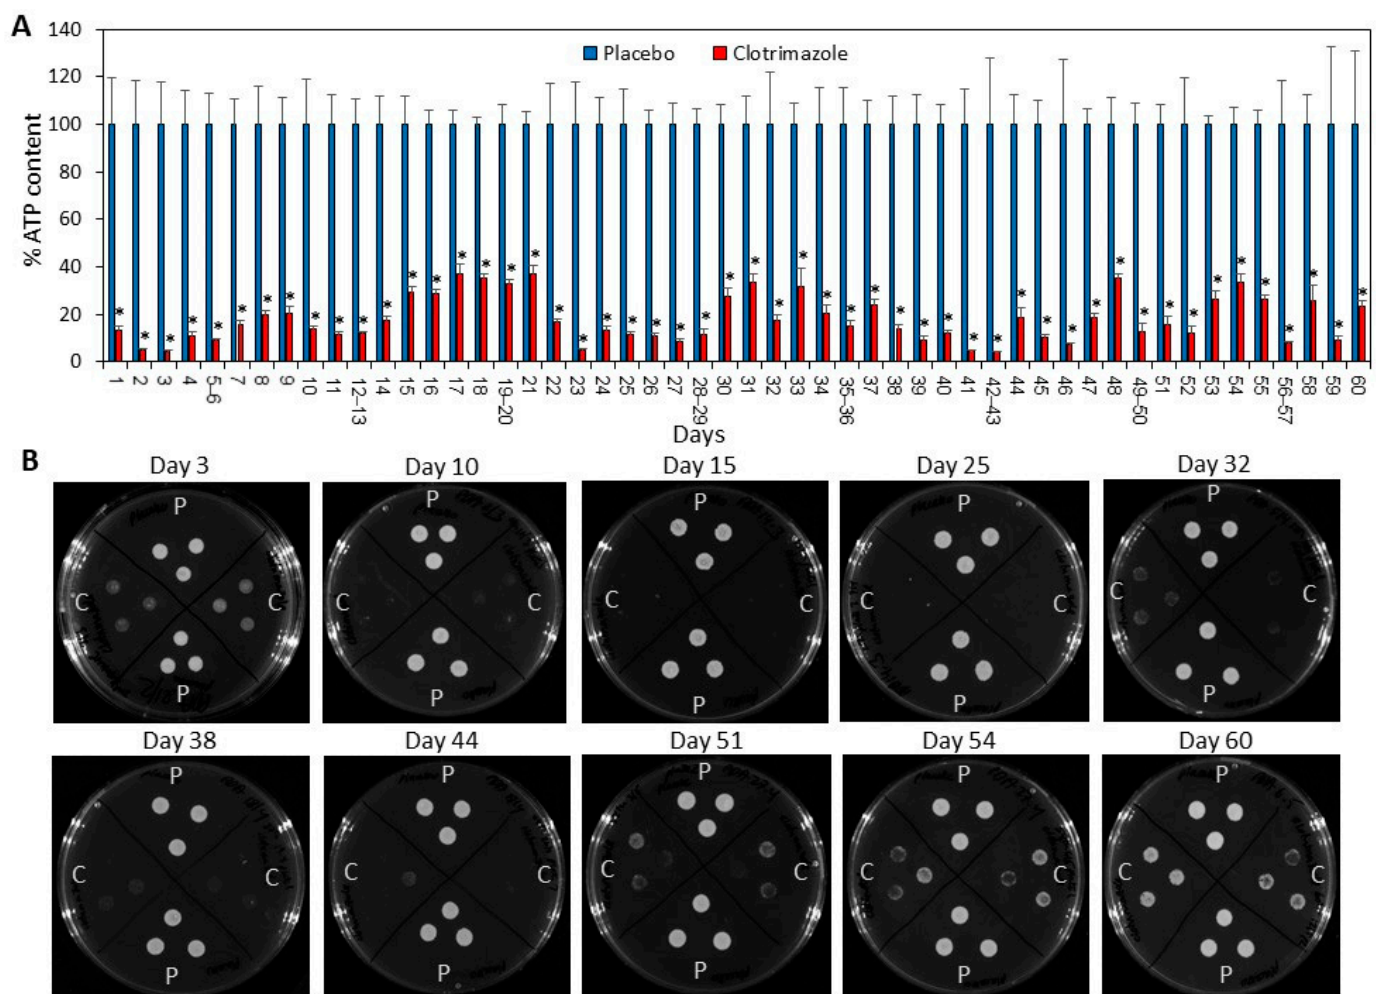 A
140
120
100
80
60
40
20
0
% ATP content
Placebo Clotrimazole
* * * * * * * * * * * * * * * * * * * * * * * * * * * * * * * * * * * * * * * * * * * * * * * * * * * *
1 2 3 4 5–6 7 8 9 10 11 12–13 14 15 16 17 18 19–20 21 22 23 24 25 26 27 28–29 30 31 32 33 34 35–36 37 38 39 40 41 42–43 44 45 46 47 48 49–50 51 52 53 54 55 56–57 58 59 60
Days
B
Day 3 Day 10 Day 15 Day 25 Day 32
P P P P P
C C C C C C C C C C
P P P P P
Day 38 Day 44 Day 51 Day 54 Day 60
P P P P P
C C C C C C C C C C
P P P P P